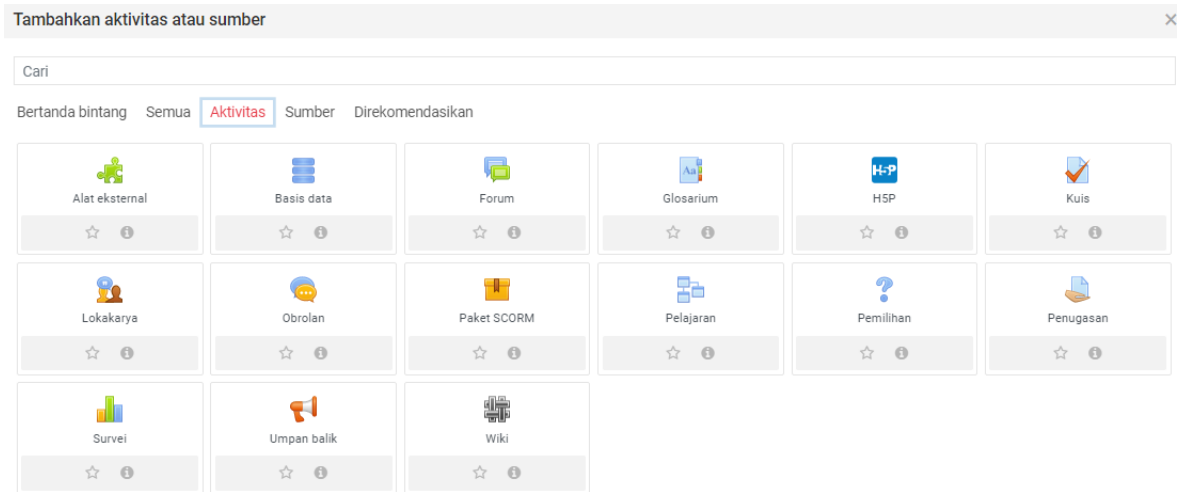 Tambahkan aktivitas atau sumber
Cari
Bertanda bintang Semua Aktivitas Sumber Direkomendasikan
Alat eksternal Basis data Forum Glosarium H5P Kuis
Lokakarya Obrolan Paket SCORM Pelajaran Pemilihan Penugasan
Survei Umpan balik Wiki